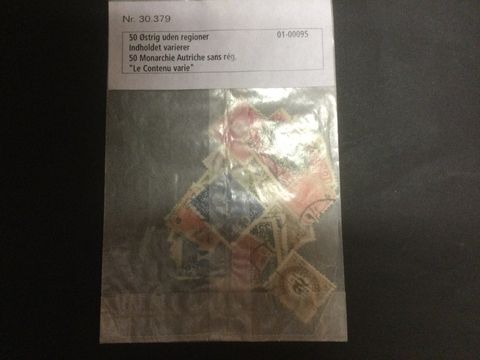 Nr. 30.379
50 Østrig uden regioner 01-00095
Indholdet varierer
50 Monarchie Autriche sans rég.
"Le Contenu varie"